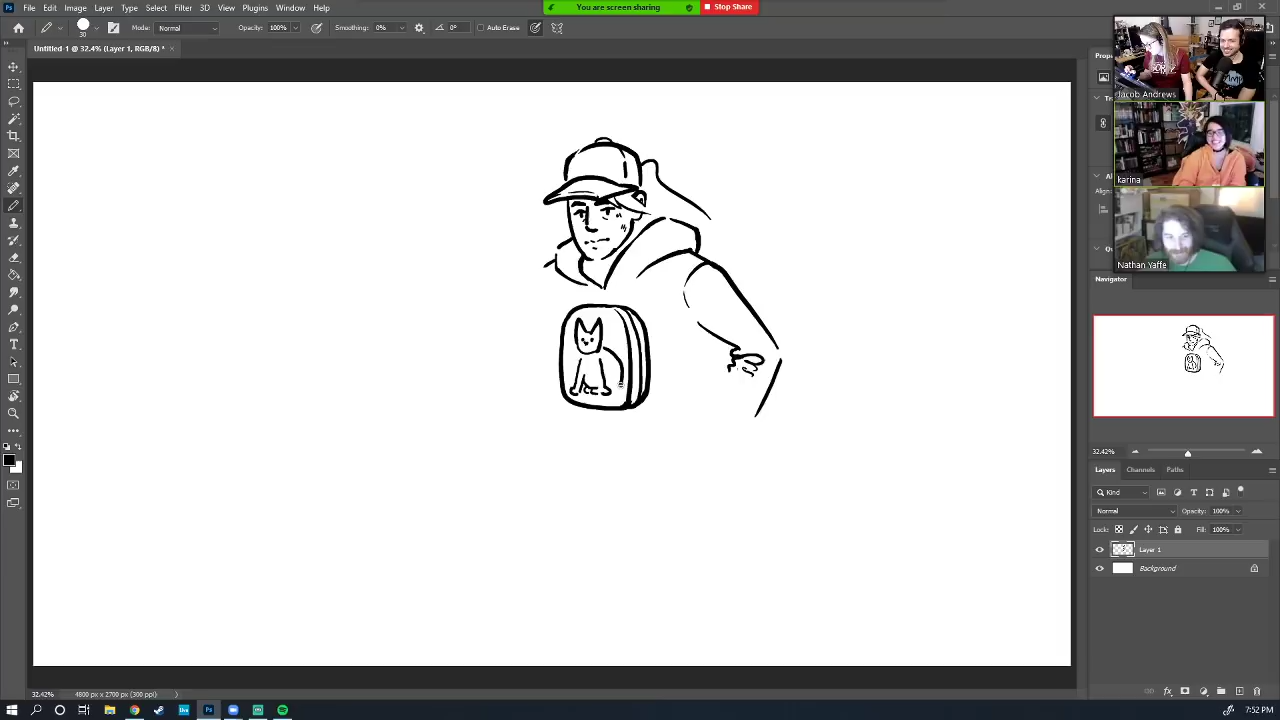 File Edit Image Layer Type Select Filter 3D View Plugins Window Help
You are screen sharing Stop Share
30 Mode: Normal Opacity: 100% Smoothing: 0% 0° Auto Erase
Untitled-1 @ 32.4% (Layer 1, RGB/8) *
Jacob Andrews
karina
Nathan Yaffe
Navigator
32.42%
Layers Channels Paths
Kind
Normal Opacity: 100%
Lock: Fill: 100%
Layer 1
Background
32.42% 4800 px x 2700 px (300 ppi)
7:52 PM